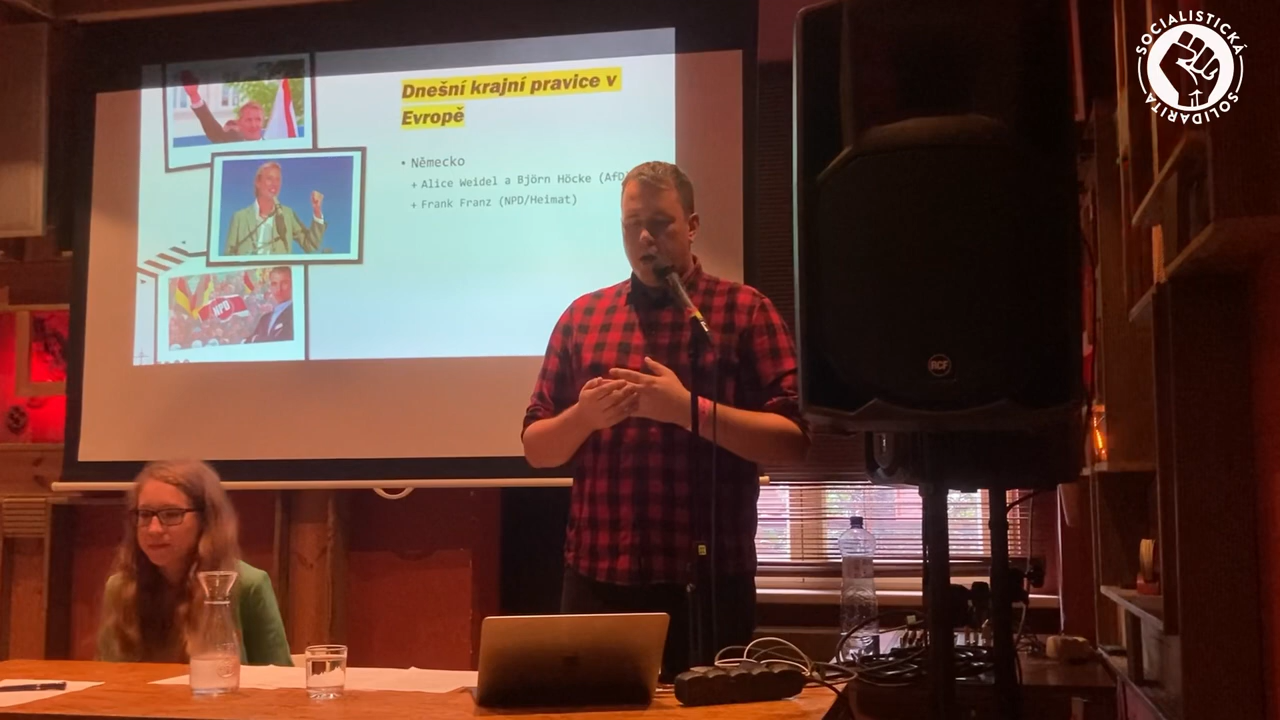 Dnešní krajní pravice v
Evropě
• Německo
+ Alice Weidel a Björn Höcke (AfD)
+ Frank Franz (NPD/Heimat)
NPD
SOCIALISTICKÁ
SOLIDARITA
RCF